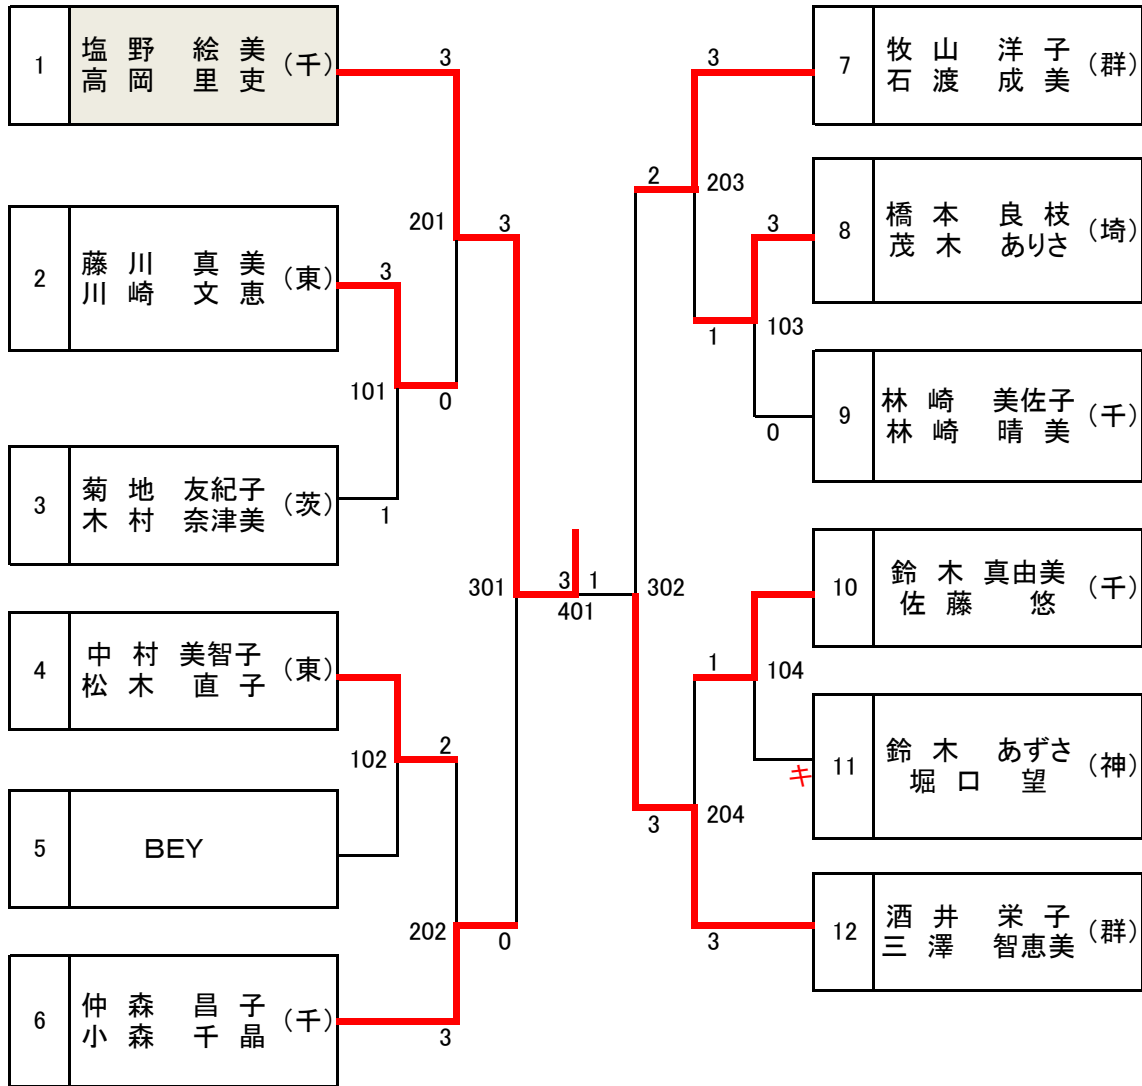 1
塩野 絵美 (千)
高岡 里吏
2
藤川 真美 (東)
川崎 文恵
3
菊地 友紀子 (茨)
木村 奈津美
4
中村 美智子 (東)
松木 直子
5
BEY
6
仲森 昌子 (千)
小森 千晶
3
201
3
3
101
0
1
301
102
2
202
0
3
3
1
401
302
3
2
203
3
1
103
0
1
104
キ
3
204
3
7
牧山 洋子 (群)
石渡 成美
8
橋本 良枝 (埼)
茂木 ありさ
9
林崎 美佐子 (千)
林崎 晴美
10
鈴木 真由美 (千)
佐藤 悠
11
鈴木 あずさ (神)
堀口 望
12
酒井 栄子 (群)
三澤 智恵美